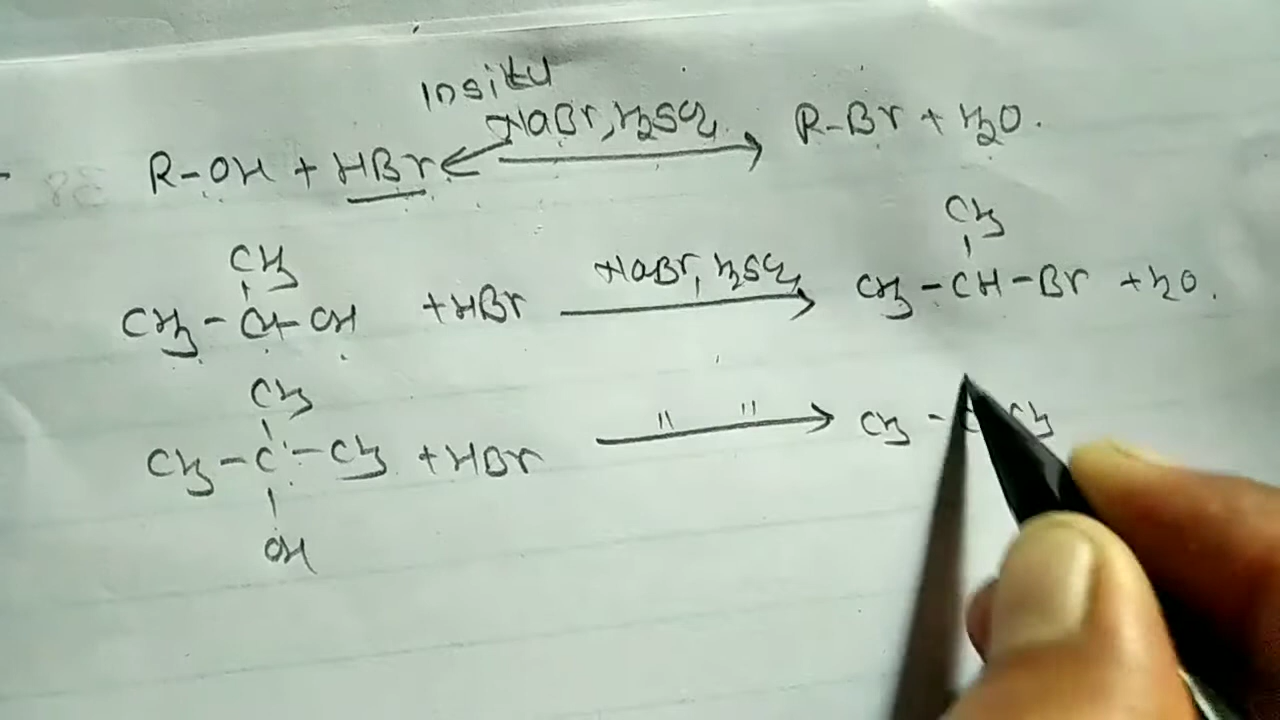 Insitu
NaBr, H2SO4
R-OH + HBr
R-Br + H2O.
CH3
CH3
CH3 - CH - OH + HBr
NaBr, H2SO4
CH3 - CH - Br + H2O.
CH3
CH3 - C - CH3 + HBr
" "
CH3 - C CH3
OH